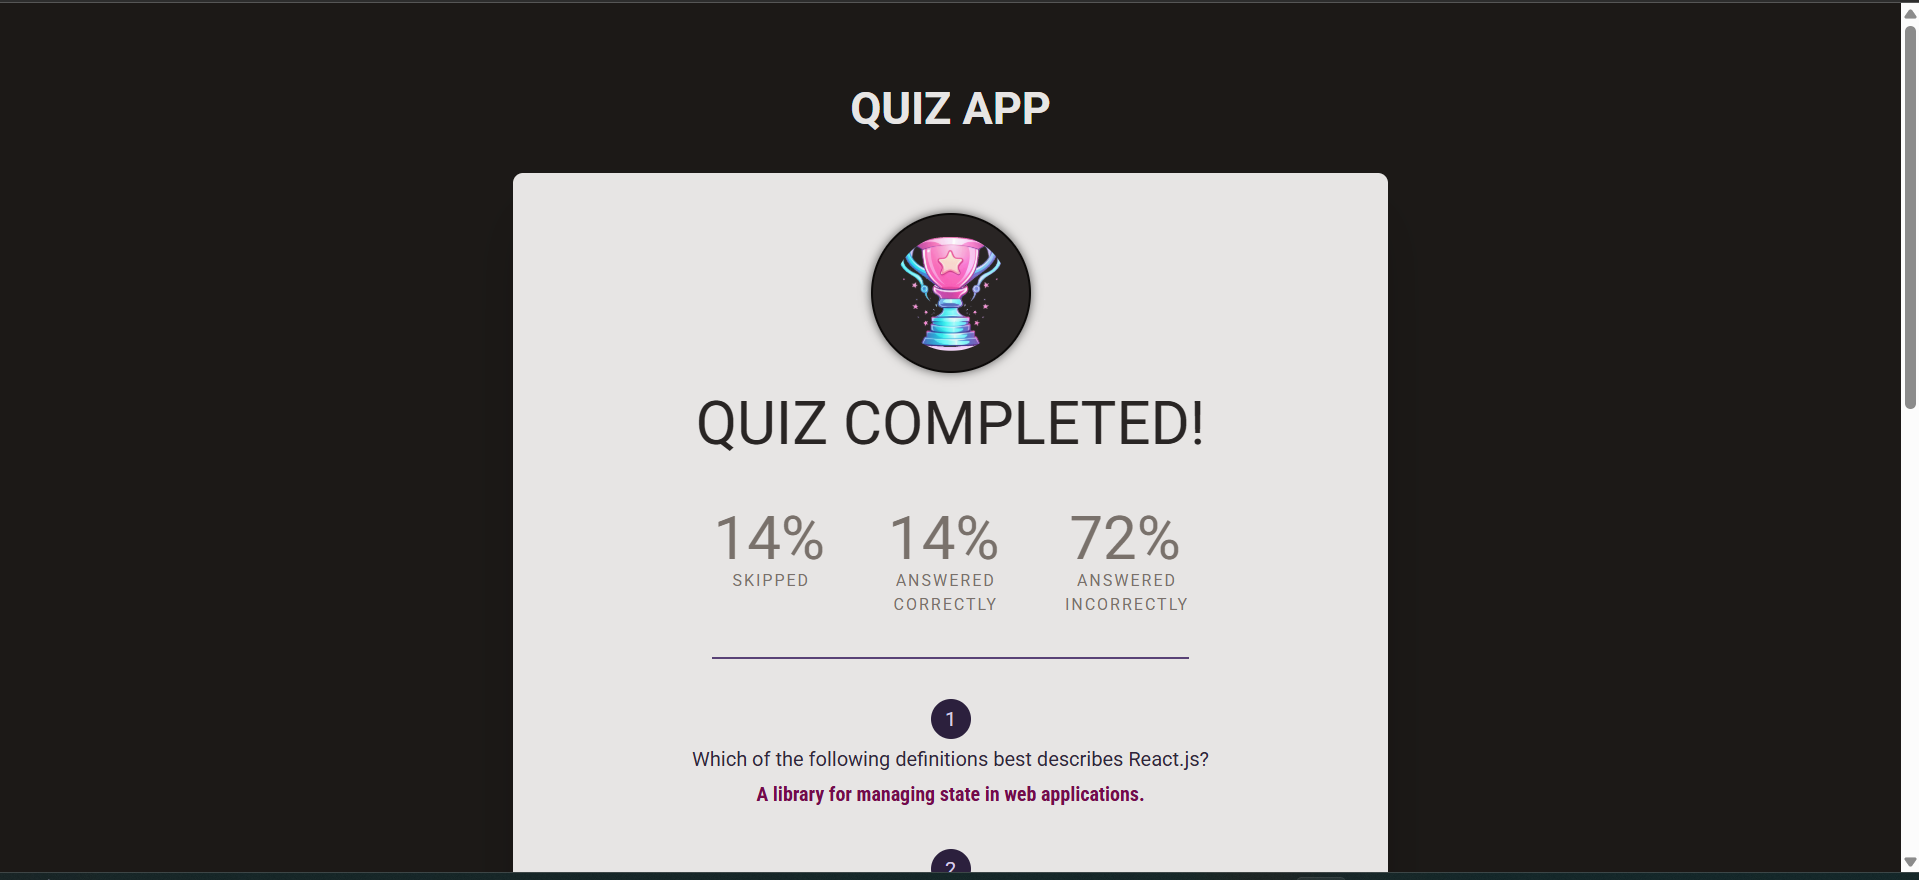 QUIZ APP
QUIZ COMPLETED!
14%
SKIPPED
14%
ANSWERED
CORRECTLY
72%
ANSWERED
INCORRECTLY
1
Which of the following definitions best describes React.js?
A library for managing state in web applications.
2